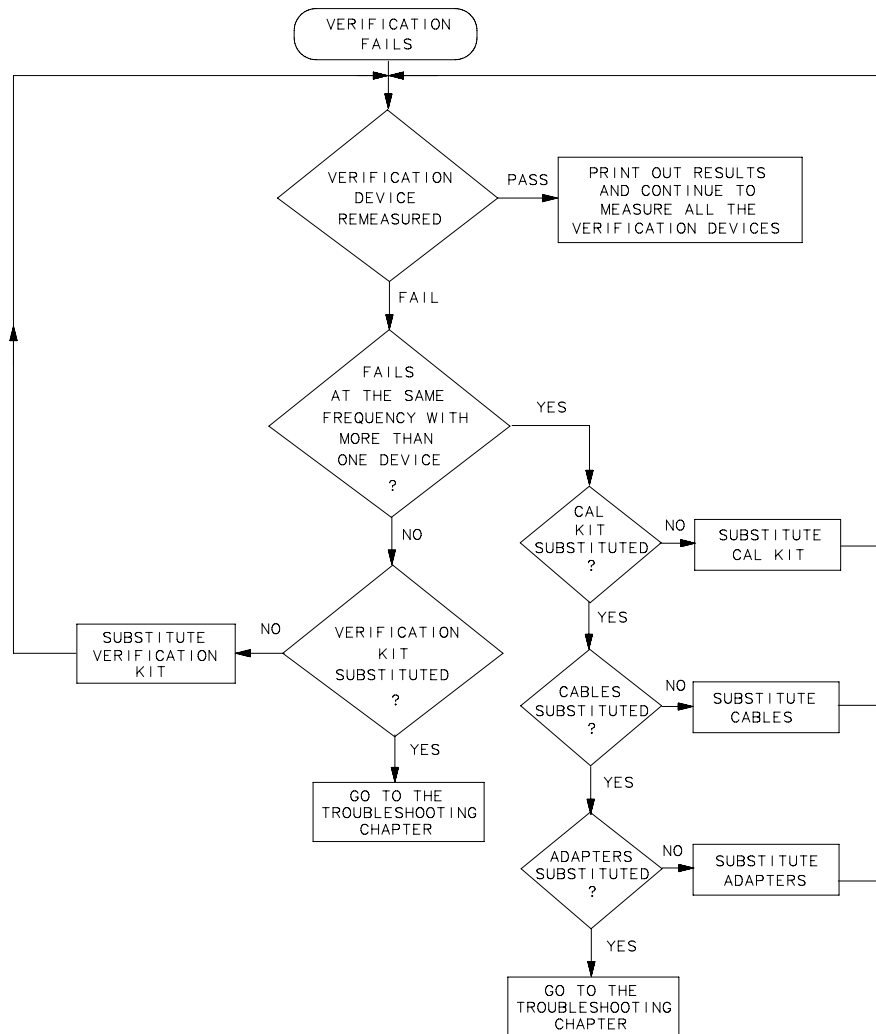 VERIFICATION
FAILS
VERIFICATION
DEVICE
REMEASURED
PASS
PRINT OUT RESULTS
AND CONTINUE TO
MEASURE ALL THE
VERIFICATION DEVICES
FAIL
FAILS
AT THE SAME
FREQUENCY WITH
MORE THAN
ONE DEVICE
?
YES
NO
CAL
KIT
SUBSTITUTED
?
NO
SUBSTITUTE
CAL KIT
YES
VERIFICATION
KIT
SUBSTITUTED
?
NO
SUBSTITUTE
VERIFICATION
KIT
YES
GO TO THE
TROUBLESHOOTING
CHAPTER
CABLES
SUBSTITUTED
?
NO
SUBSTITUTE
CABLES
YES
ADAPTERS
SUBSTITUTED
?
NO
SUBSTITUTE
ADAPTERS
YES
GO TO THE
TROUBLESHOOTING
CHAPTER